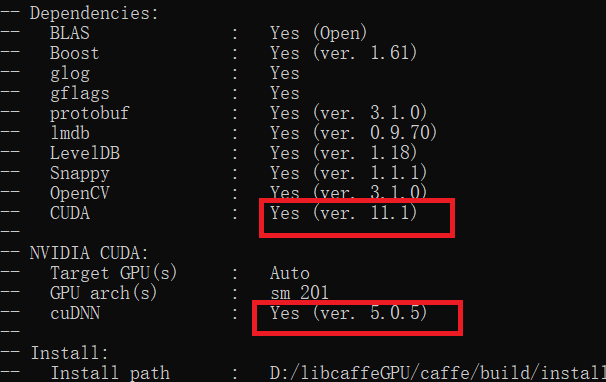 -- Dependencies:
--   BLAS              :   Yes (Open)
--   Boost             :   Yes (ver. 1.61)
--   glog              :   Yes
--   gflags            :   Yes
--   protobuf          :   Yes (ver. 3.1.0)
--   lmdb              :   Yes (ver. 0.9.70)
--   LevelDB           :   Yes (ver. 1.18)
--   Snappy            :   Yes (ver. 1.1.1)
--   OpenCV            :   Yes (ver. 3.1.0)
--   CUDA              :   Yes (ver. 11.1)
--
-- NVIDIA CUDA:
--   Target GPU(s)     :   Auto
--   GPU arch(s)       :   sm_201
--   cuDNN             :   Yes (ver. 5.0.5)
--
-- Install:
--   Install path      :   D:/libcaffeGPU/caffe/build/install